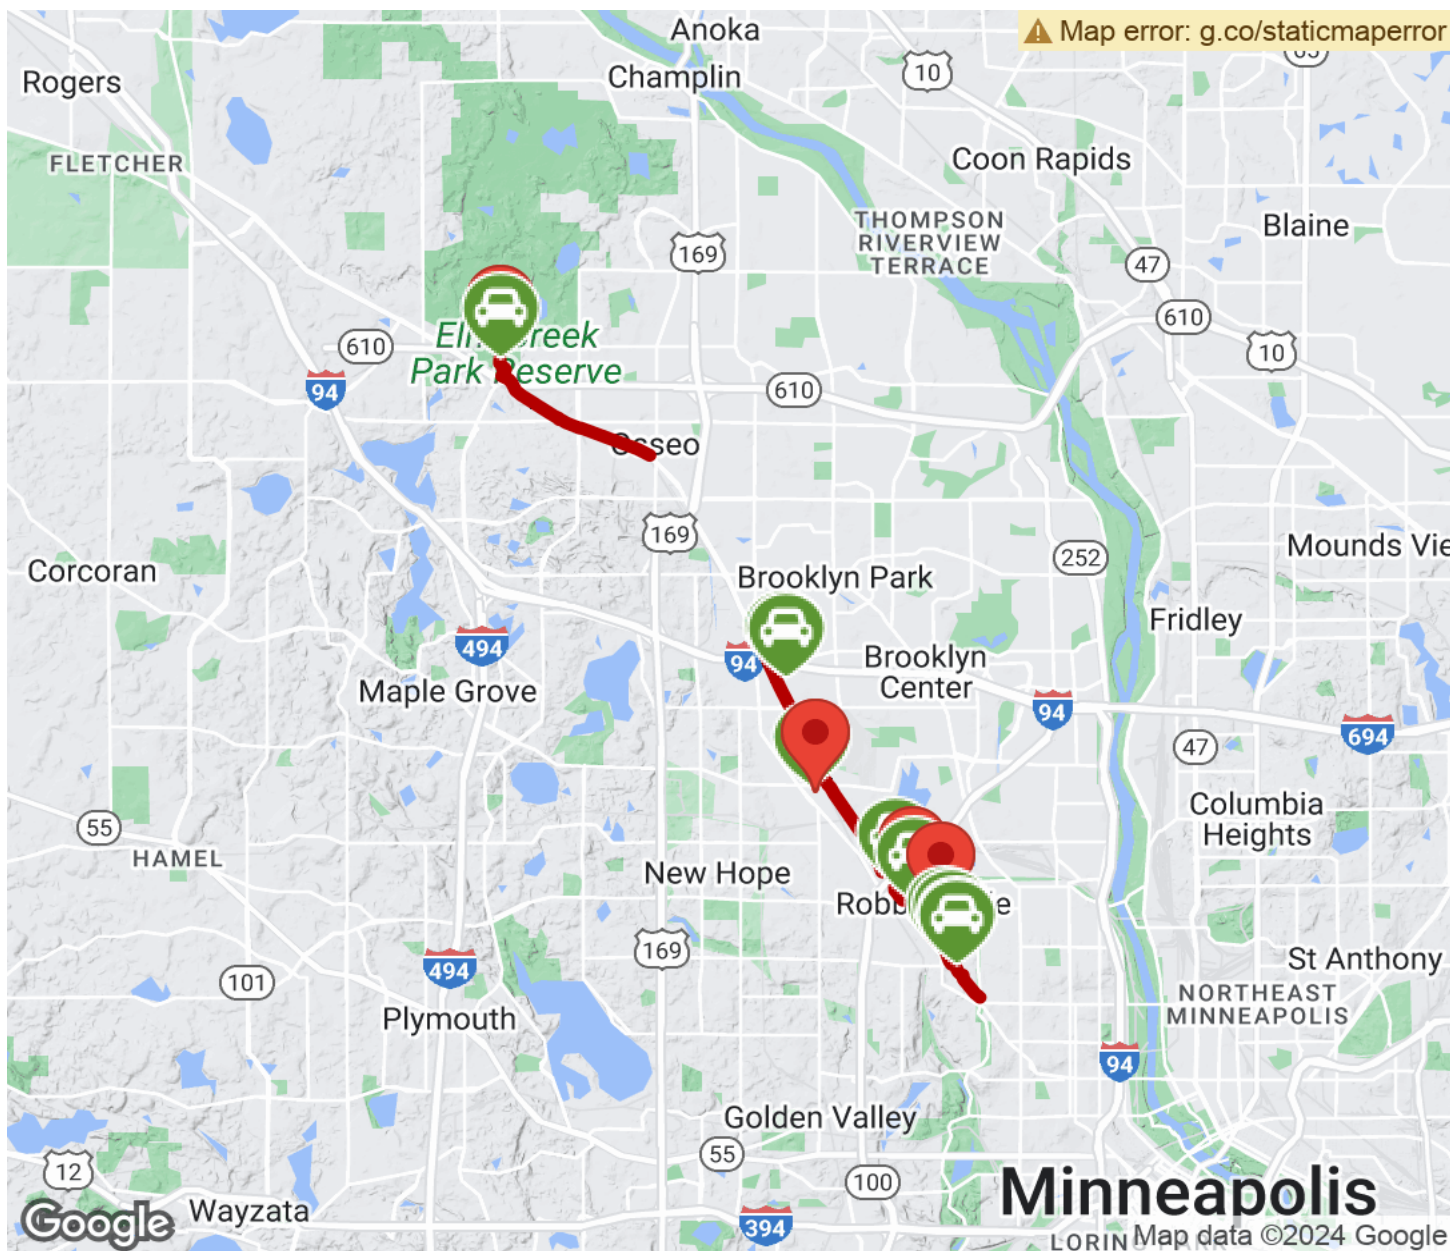 Anoka
Map error: g.co/staticmaperror
Rogers
Champlin
10
FLETCHER
Coon Rapids
THOMPSON
RIVERVIEW
TERRACE
Blaine
169
47
610
610
10
Park Reserve
94
610
Osseo
169
252
Mounds Vie
Corcoran
Brooklyn Park
Fridley
494
94
Brooklyn
Center
Maple Grove
94
694
47
55
Columbia
Heights
HAMEL
New Hope
169
494
101
St Anthony
NORTHEAST
MINNEAPOLIS
Plymouth
94
Golden Valley
55
12
100
Minneapolis
Wayzata
Google
394
Map data ©2024 Google